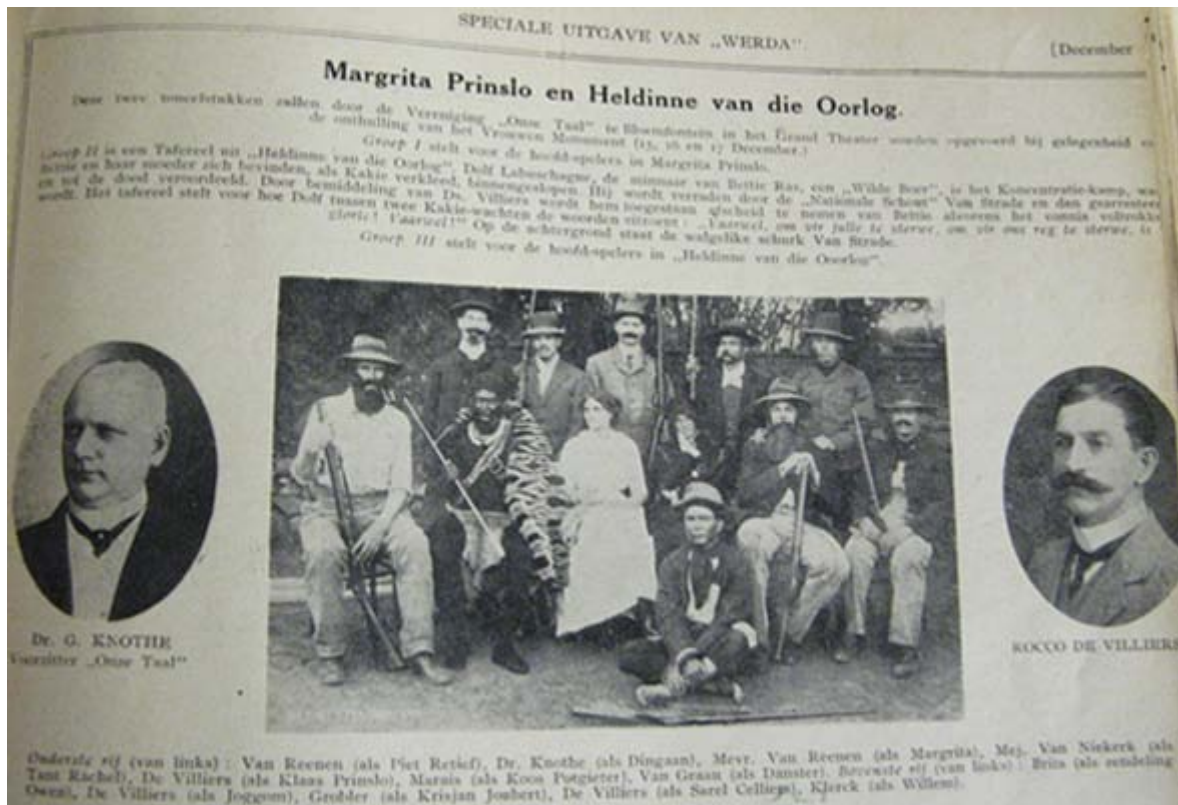 SPECIALE UITGAVE VAN „WERDA".
[December
Margrita Prinslo en Heldinne van die Oorlog.
Deze twee toneelstukken zullen door de Vereniging „Onze Taal" te Bloemfontein in het Grand Theater worden opgevoerd bij gelegenheid
de onthulling van het Vrouwen Monument (15, 16 en 17 December.)
Groep I stelt voor de hoofd-spelers in Margrita Prinslo.
Groep II is een Tafereel uit „Heldinne van die Oorlog" Dolf Labuschagne, de minnaar van Bettie Ras, een „Wilde Boer", is het Koncentratie-kamp,
en haar moeder zich bevinden, als Kakie verkleed, binnengeslopen. Hij wordt verraden door de „Nationale Schout" Van Strade en dan gearresteerd
en tot de dood veroordeeld. Door bemiddeling van Ds. Villiers wordt hem toegestaan afscheid te nemen van Bettie alvorens het vonnis
wordt. Het tafereel stelt voor hoe Dolf tussen twee Kakie-wachten de woorden uitroept: „Vaarwel, om vir julle te sterwe, om vir ons reg te sterwe, is
glorie! Vaarwel!" Op de achtergrond staat de walgelike schurk Van Strade.
Groep III stelt voor de hoofd-spelers in „Heldinne van die Ooorlog".
Dr. G. KNOTHE
Voorzitter „Onze Taal"
ROCCO DE VILLIERS
Onderste rij (van links): Van Reenen (als Piet Retief), Dr. Knothe (als Dingaan), Mevr. Van Reenen (als Margrita), Mej. Van Niekerk (als
Tant Rachel), De Villiers (als Klaas Prinslo), Marais (als Koos Potgieter), Van Graan (als Danster). Bovenste rij (van links): Brits (als sendeling
Owen), De Villiers (als Joggom), Grobler (als Krisjan Joubert), De Villiers (als Sarel Celliers), Klerck (als Willem).